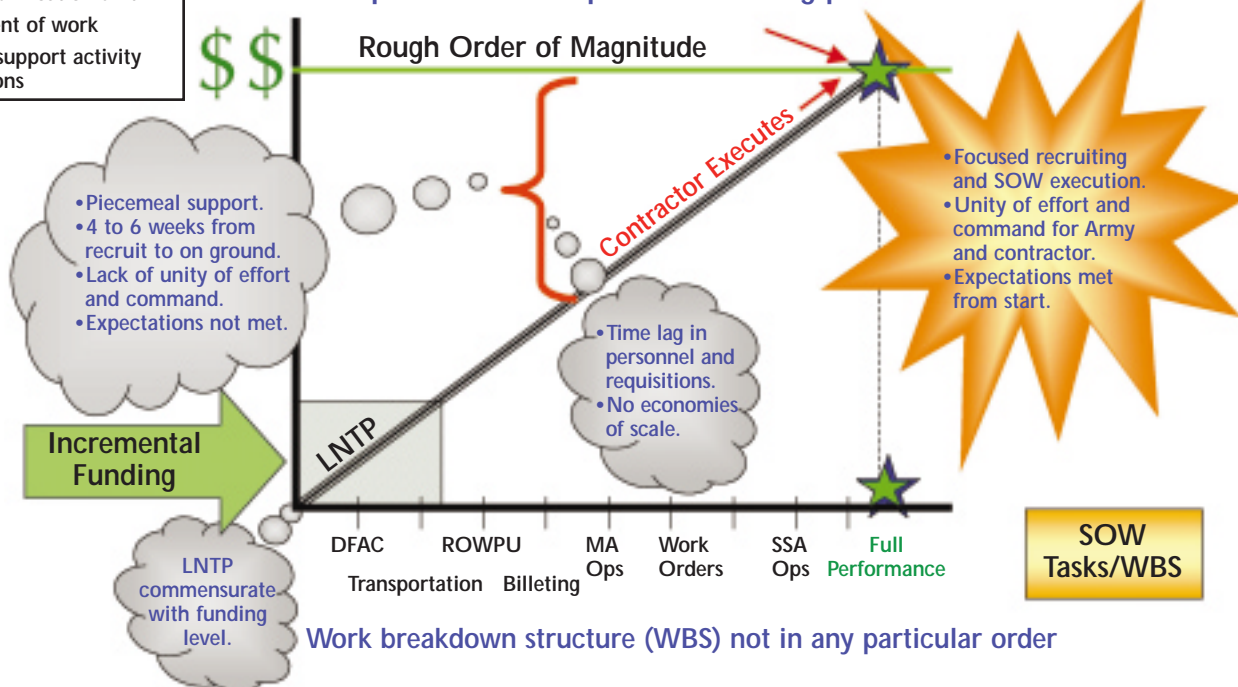 ent of work
support activity
ons
$$
Rough Order of Magnitude
Contractor Executes
•Piecemeal support.
•4 to 6 weeks from
recruit to on ground.
•Lack of unity of effort
and command.
•Expectations not met.
•Focused recruiting
and SOW execution.
•Unity of effort and
command for Army
and contractor.
•Expectations met
from start.
•Time lag in
personnel and
requisitions.
•No economies
of scale.
Incremental
Funding
LNTP
LNTP
commensurate
with funding
level.
DFAC
Transportation
ROWPU
Billeting
MA
Ops
Work
Orders
SSA
Ops
Full
Performance
SOW
Tasks/WBS
Work breakdown structure (WBS) not in any particular order